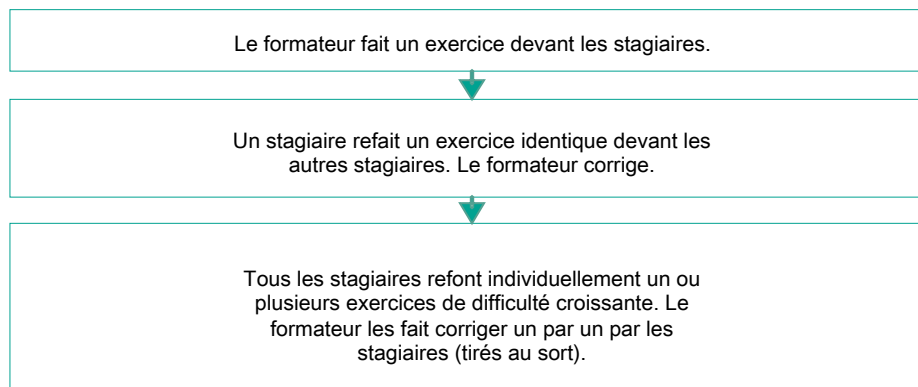 Le formateur fait un exercice devant les stagiaires.
Un stagiaire refait un exercice identique devant les
autres stagiaires. Le formateur corrige.
Tous les stagiaires refont individuellement un ou
plusieurs exercices de difficulté croissante. Le
formateur les fait corriger un par un par les
stagiaires (tirés au sort).